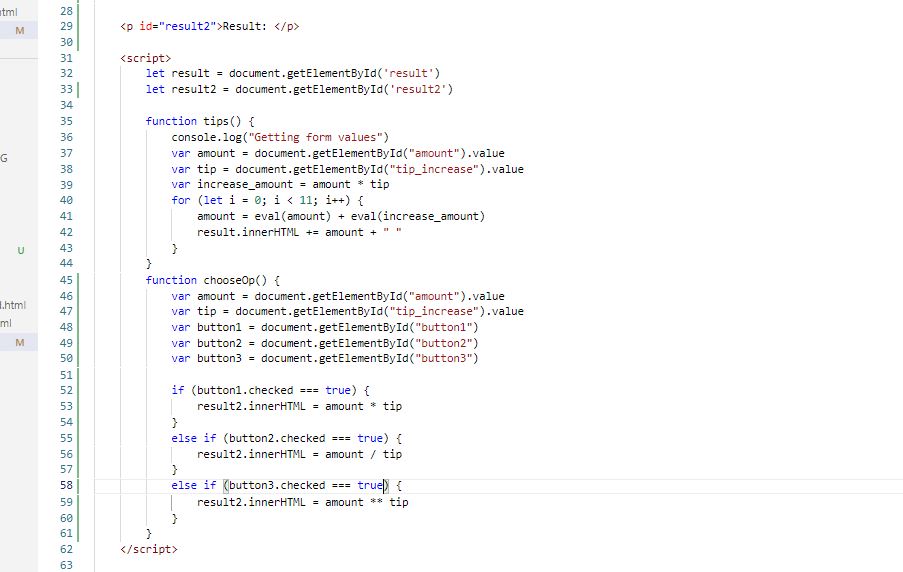 tml
28
29 <p id="result2">Result: </p>
M
30
31 <script>
32 let result = document.getElementById('result')
33 let result2 = document.getElementById('result2')
34
35 function tips() {
36 console.log("Getting form values")
37 var amount = document.getElementById("amount").value
G
38 var tip = document.getElementById("tip_increase").value
39 var increase_amount = amount * tip
40 for (let i = 0; i < 11; i++) {
41 amount = eval(amount) + eval(increase_amount)
42 result.innerHTML += amount + " "
43 }
U
44 }
45 function chooseOp() {
46 var amount = document.getElementById("amount").value
l.html
47 var tip = document.getElementById("tip_increase").value
ml
48 var button1 = document.getElementById("button1")
49 var button2 = document.getElementById("button2")
M
50 var button3 = document.getElementById("button3")
51
52 if (button1.checked === true) {
53 result2.innerHTML = amount * tip
54 }
55 else if (button2.checked === true) {
56 result2.innerHTML = amount / tip
57 }
58 else if (button3.checked === true) {
59 result2.innerHTML = amount ** tip
60 }
61 }
62 </script>
63